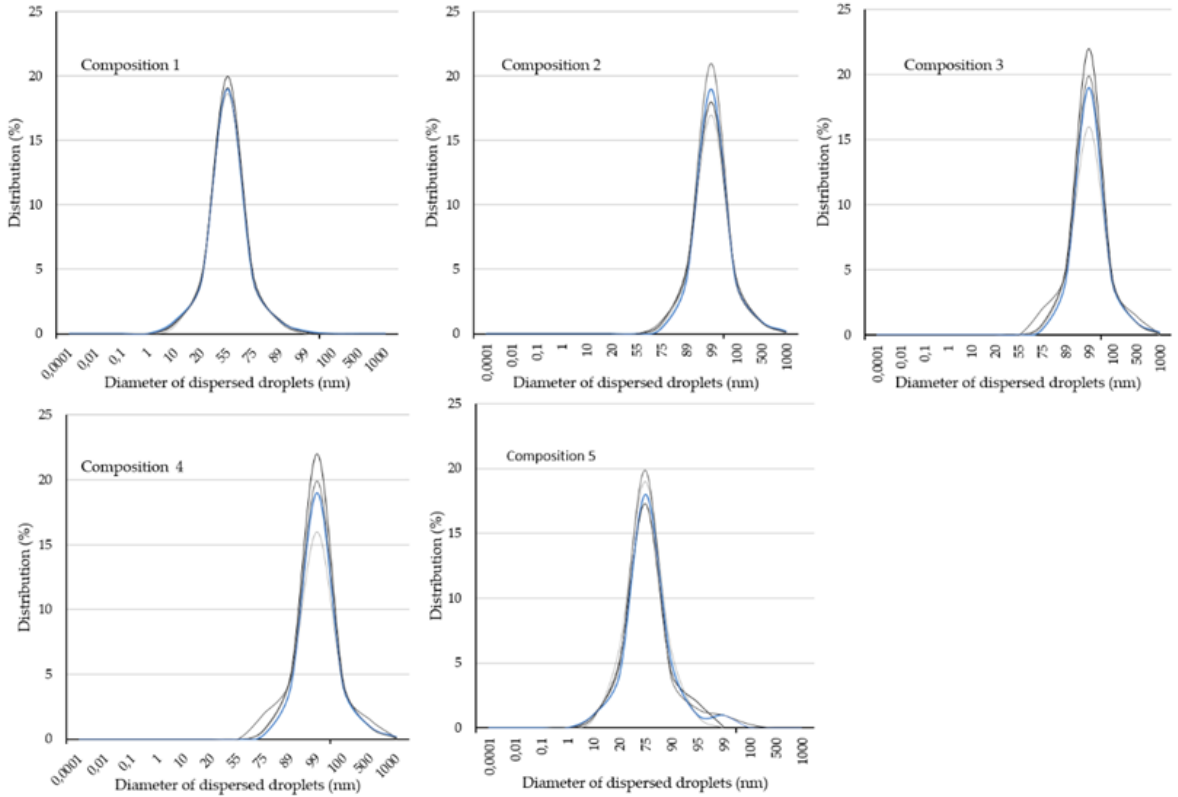 25
Composition 1
20
15
10
5
0
Distribution (%)
0,0001 0,01 0,1 1 10 20 55 75 89 99 100 500 1000
Diameter of dispersed droplets (nm)
25
Composition 2
20
15
10
5
0
Distribution (%)
0,0001 0,01 0,1 1 10 20 55 75 89 99 100 500 1000
Diameter of dispersed droplets (nm)
25
Composition 3
20
15
10
5
0
Distribution (%)
0,0001 0,01 0,1 1 10 20 55 75 89 99 100 500 1000
Diameter of dispersed droplets (nm)
25
Composition 4
20
15
10
5
0
Distribution (%)
0,0001 0,01 0,1 1 10 20 55 75 89 99 100 500 1000
Diameter of dispersed droplets (nm)
25
Composition 5
20
15
10
5
0
Distribution (%)
0,0001 0,01 0,1 1 10 20 75 90 95 99 100 500 1000
Diameter of dispersed droplets (nm)